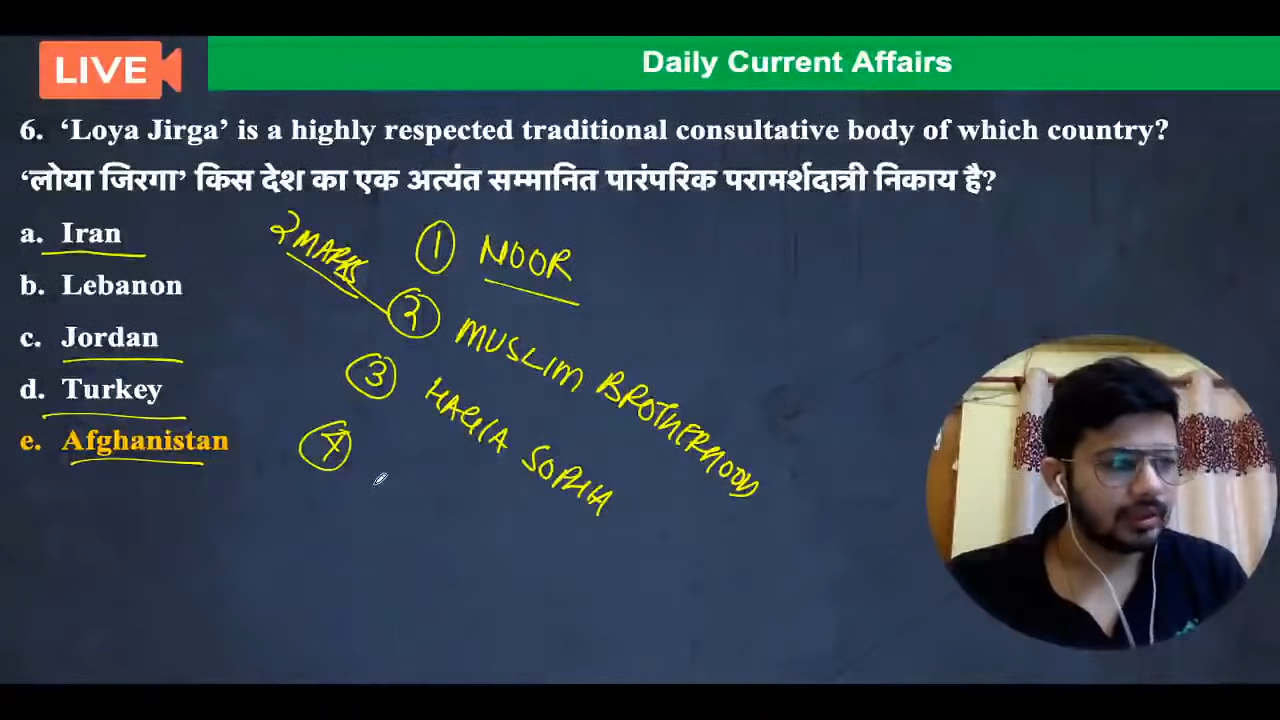 LIVE
Daily Current Affairs
6. ‘Loya Jirga’ is a highly respected traditional consultative body of which country?
‘लोया जिरगा’ किस देश का एक अत्यंत सम्मानित पारंपरिक परामर्शदात्री निकाय है?
a. Iran
b. Lebanon
c. Jordan
d. Turkey
e. Afghanistan
2 MARKS
1 NOOR
2 MUSLIM BROTHERHOOD
3 HAGIA SOPHIA
4